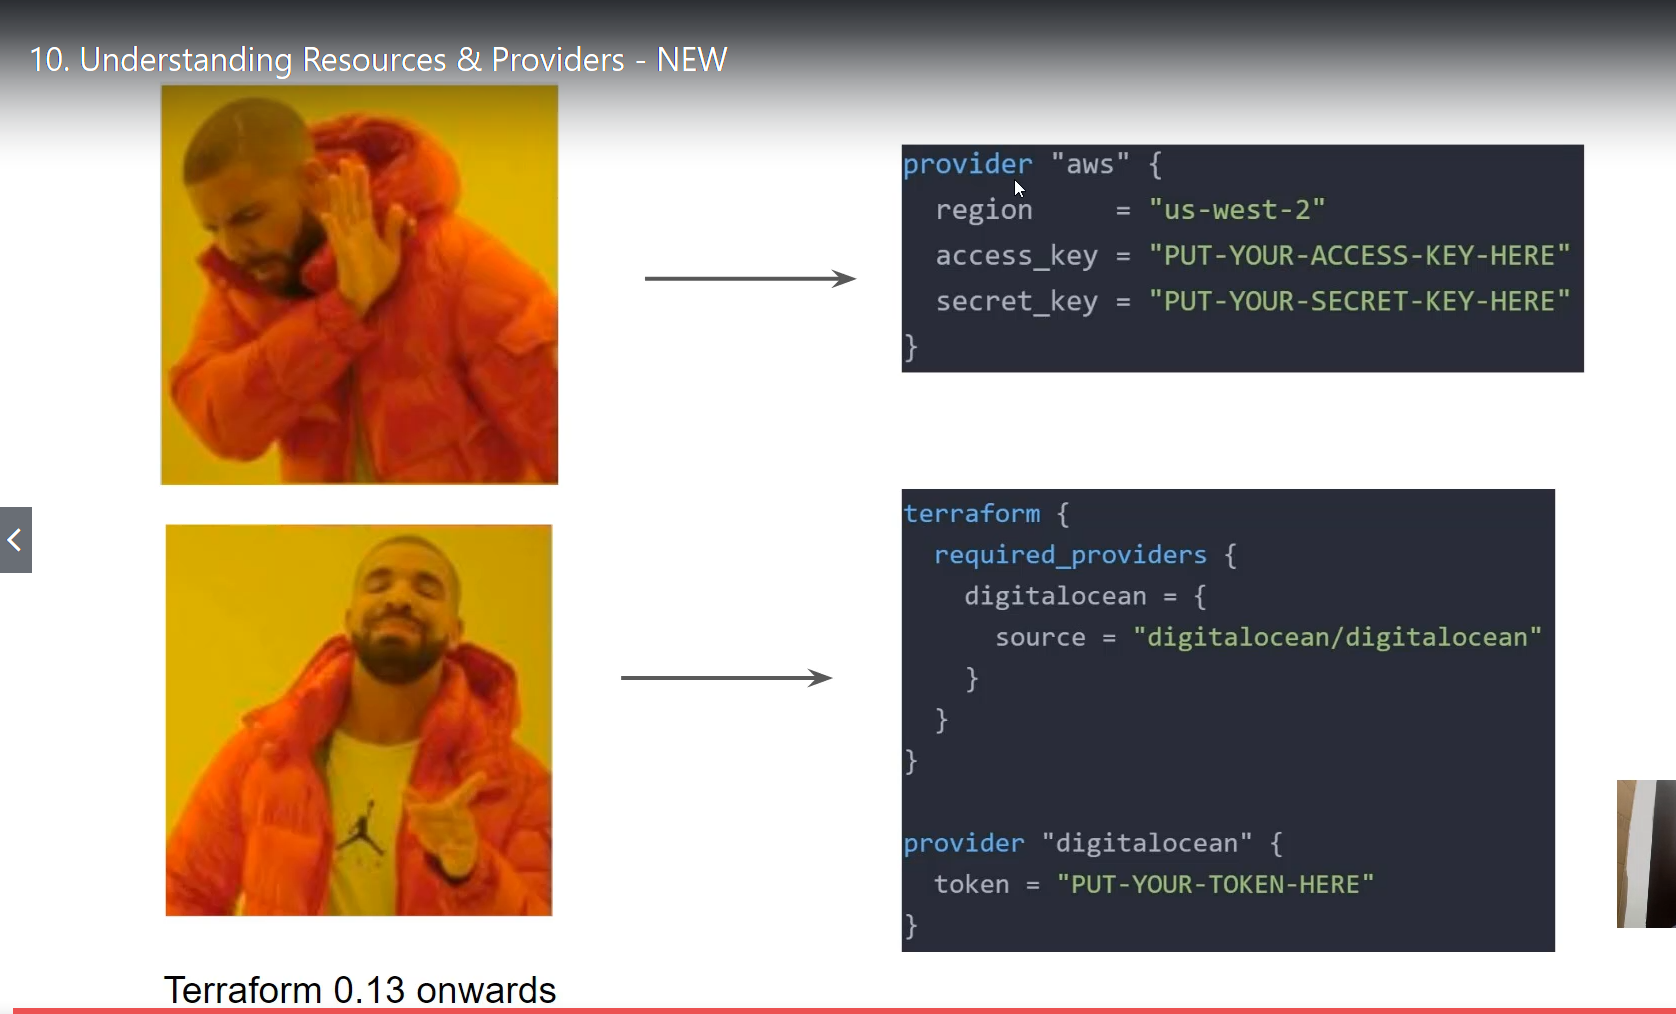 10. Understanding Resources & Providers - NEW
provider "aws" {
  region     = "us-west-2"
  access_key = "PUT-YOUR-ACCESS-KEY-HERE"
  secret_key = "PUT-YOUR-SECRET-KEY-HERE"
}
terraform {
  required_providers {
    digitalocean = {
      source = "digitalocean/digitalocean"
    }
  }
}
provider "digitalocean" {
  token = "PUT-YOUR-TOKEN-HERE"
}
Terraform 0.13 onwards